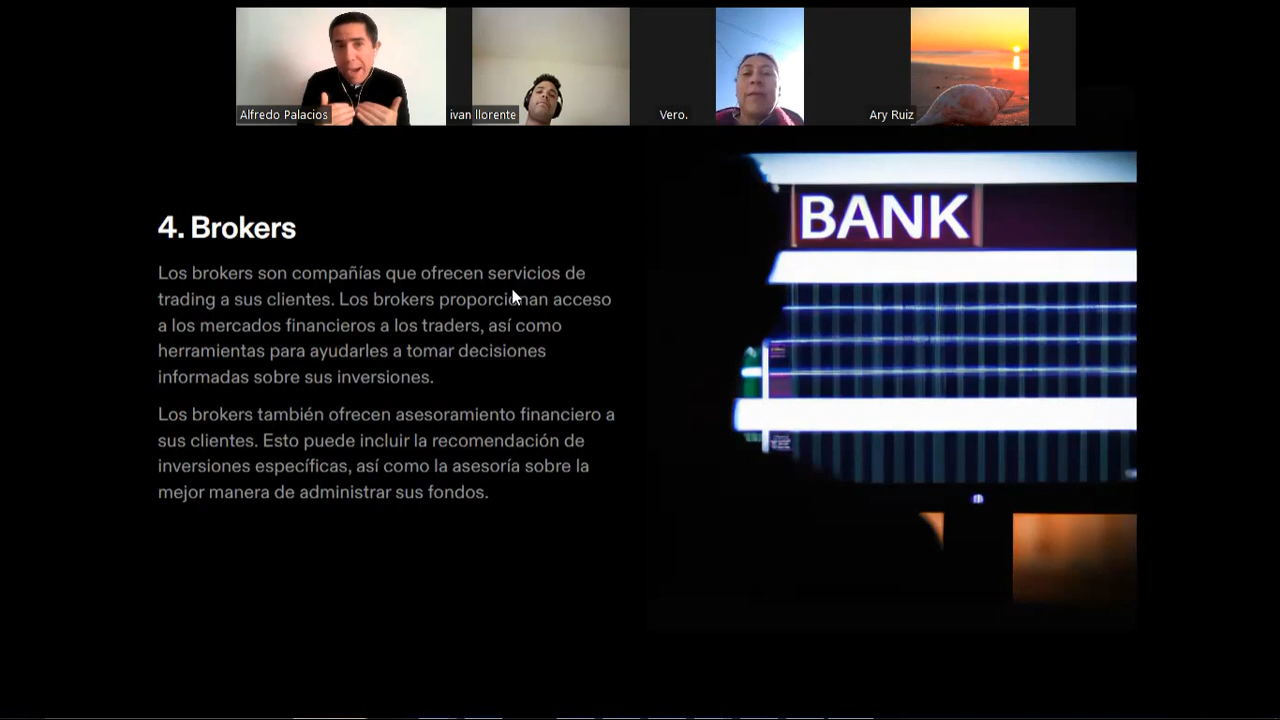 Alfredo Palacios
ivan llorente
Vero.
Ary Ruiz
BANK
4. Brokers
Los brokers son compañías que ofrecen servicios de
trading a sus clientes. Los brokers proporcionan acceso
a los mercados financieros a los traders, así como
herramientas para ayudarles a tomar decisiones
informadas sobre sus inversiones.
Los brokers también ofrecen asesoramiento financiero a
sus clientes. Esto puede incluir la recomendación de
inversiones específicas, así como la asesoría sobre la
mejor manera de administrar sus fondos.